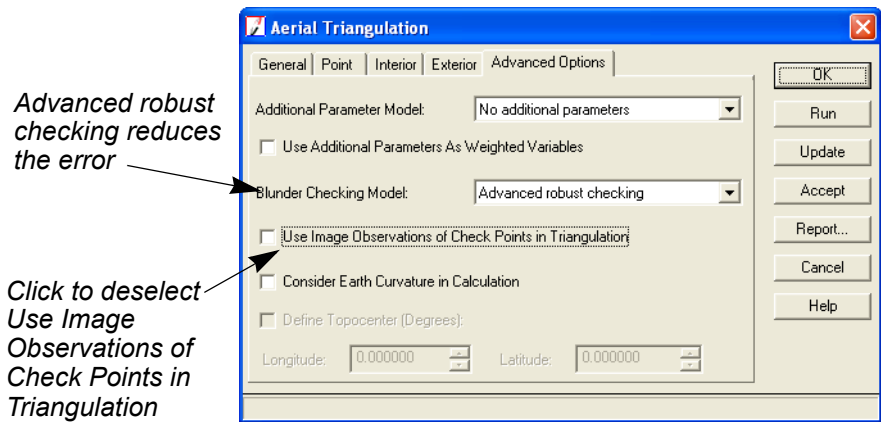 Aerial Triangulation
General Point Interior Exterior Advanced Options
OK
Additional Parameter Model: No additional parameters
Run
Use Additional Parameters As Weighted Variables
Update
Advanced robust
checking reduces
the error
Blunder Checking Model: Advanced robust checking
Accept
Use Image Observations of Check Points in Triangulation
Report...
Consider Earth Curvature in Calculation
Cancel
Click to deselect
Use Image
Observations of
Check Points in
Triangulation
Define Topocenter (Degrees):
Help
Longitude: 0.000000 Latitude: 0.000000